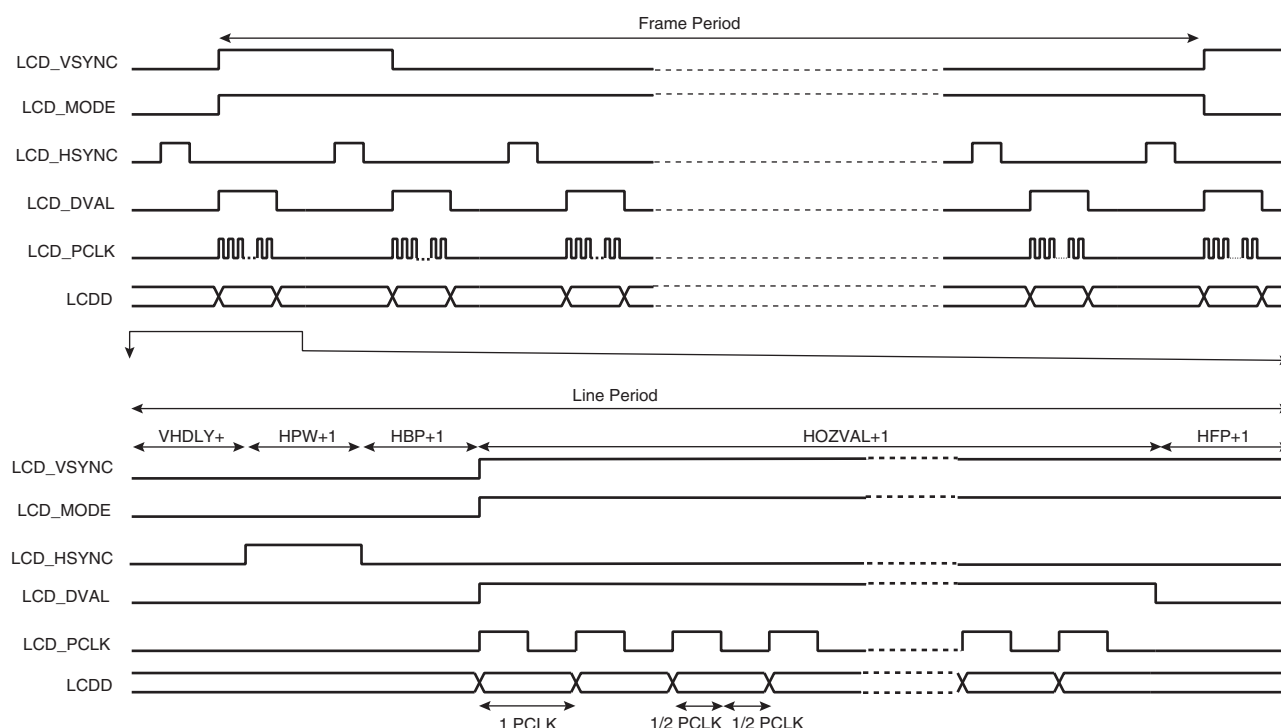 Frame Period
LCD_VSYNC
LCD_MODE
LCD_HSYNC
LCD_DVAL
LCD_PCLK
LCDD
Line Period
VHDLY+ HPW+1 HBP+1 HOZVAL+1 HFP+1
LCD_VSYNC
LCD_MODE
LCD_HSYNC
LCD_DVAL
LCD_PCLK
LCDD
1 PCLK 1/2 PCLK 1/2 PCLK